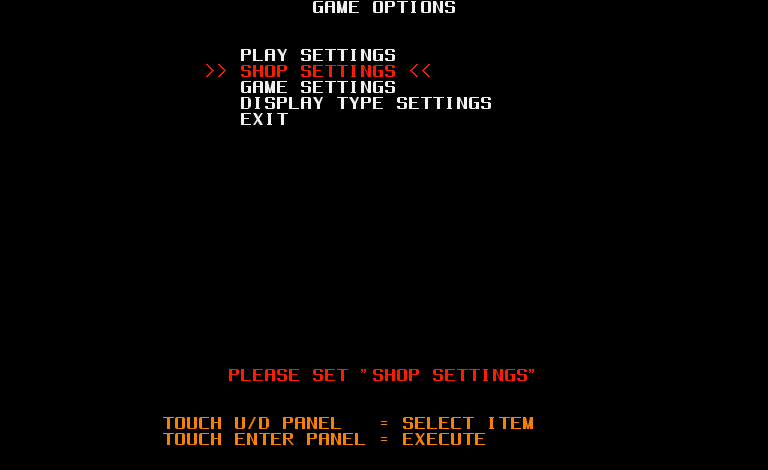 GAME OPTIONS
PLAY SETTINGS
>> SHOP SETTINGS <<
GAME SETTINGS
DISPLAY TYPE SETTINGS
EXIT
PLEASE SET "SHOP SETTINGS"
TOUCH U/D PANEL = SELECT ITEM
TOUCH ENTER PANEL = EXECUTE